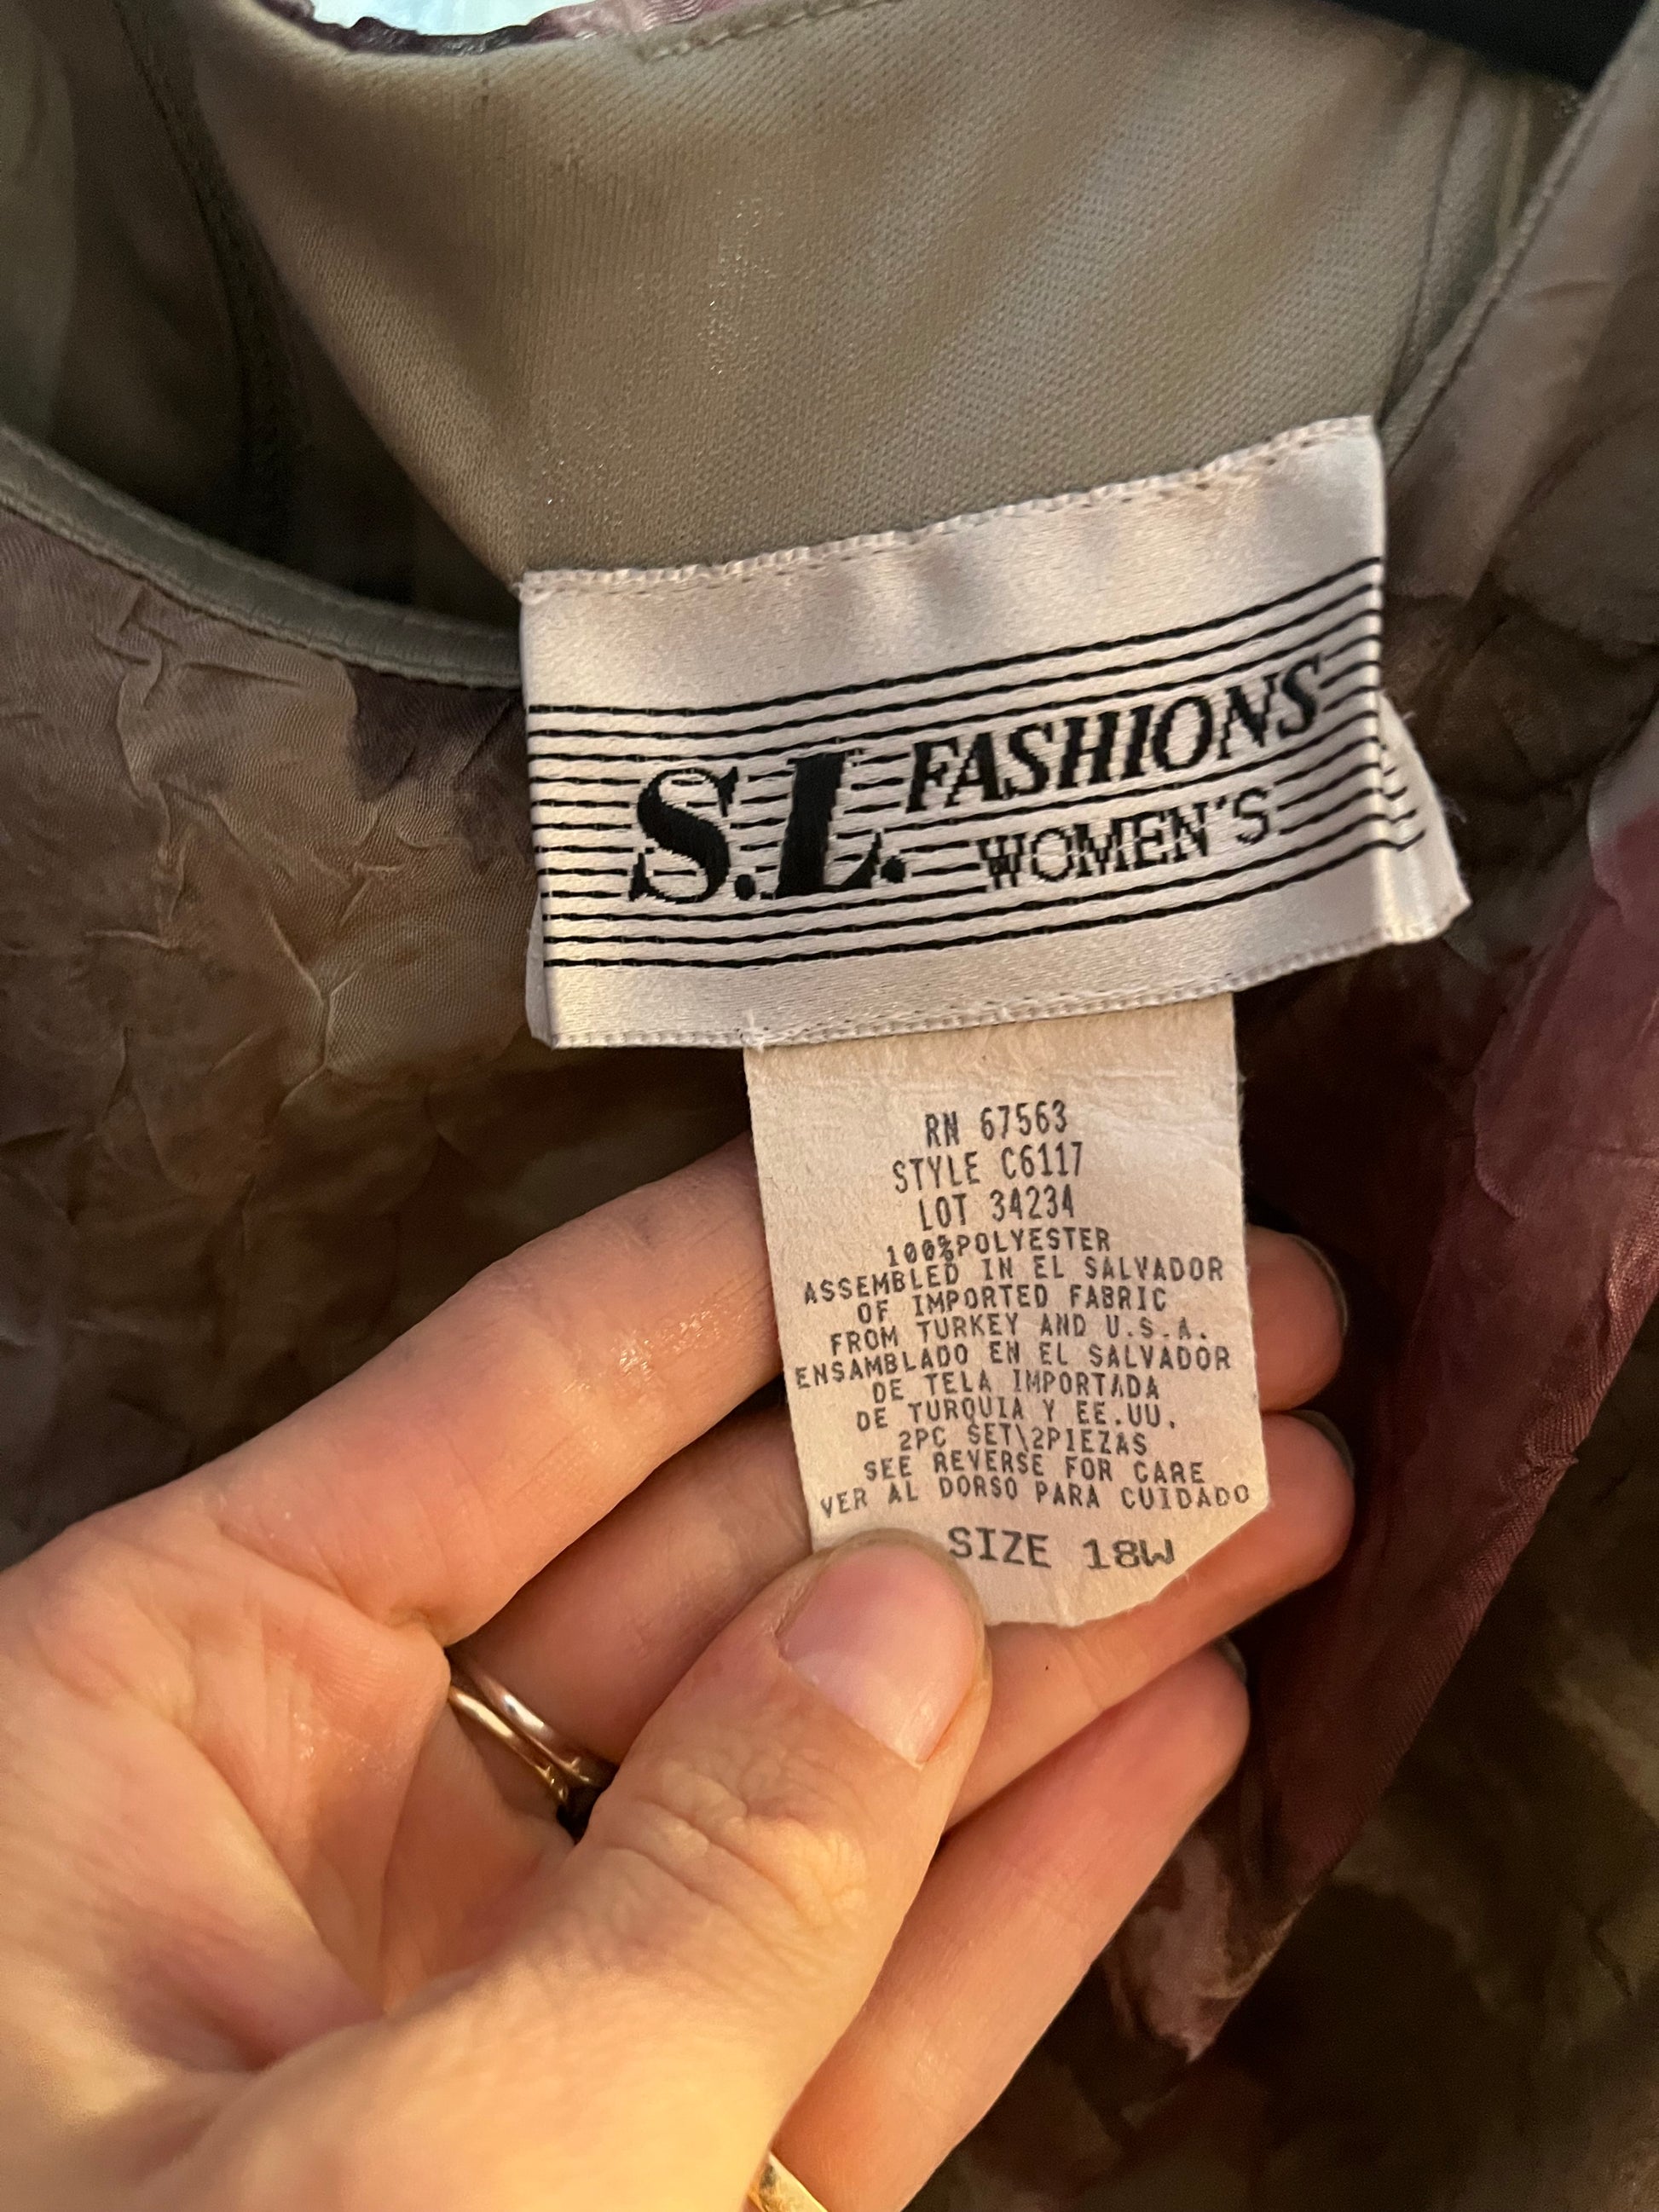 S.L. FASHIONS
WOMEN'S
RN 67563
STYLE C6117
LOT 34234
100%POLYESTER
ASSEMBLED IN EL SALVADOR
OF IMPORTED FABRIC
FROM TURKEY AND U.S.A.
ENSAMBLADO EN EL SALVADOR
DE TELA IMPORTADA
DE TURQUIA Y EE.UU.
2PC SET\2PIEZAS
SEE REVERSE FOR CARE
VER AL DORSO PARA CUIDADO
SIZE 18W